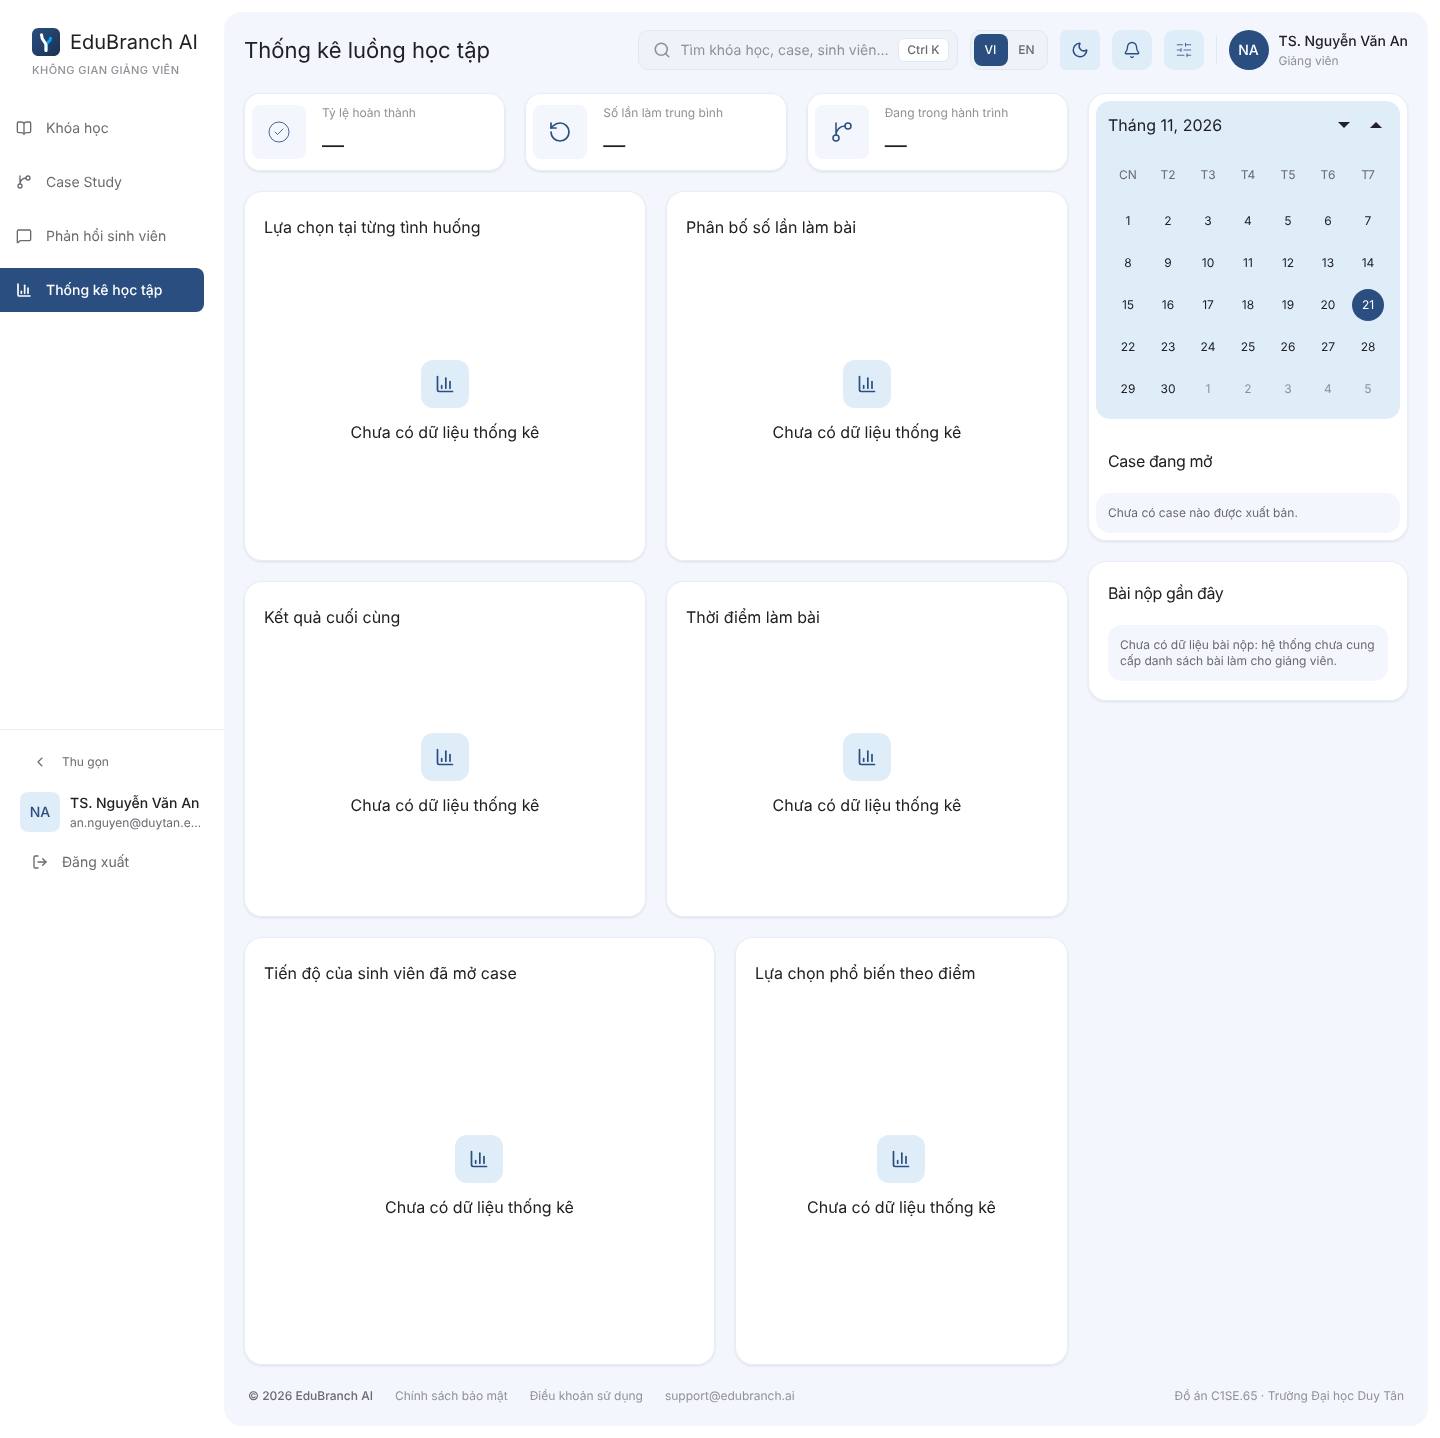 EduBranch AI
KHÔNG GIAN GIẢNG VIÊN
Khóa học
Case Study
Phản hồi sinh viên
Thống kê học tập
Thu gọn
NA
TS. Nguyễn Văn An
an.nguyen@duytan.e...
Đăng xuất
Thống kê luồng học tập
Tìm khóa học, case, sinh viên...
Ctrl K
VI
EN
NA
TS. Nguyễn Văn An
Giảng viên
Tỷ lệ hoàn thành
—
Số lần làm trung bình
—
Đang trong hành trình
—
Lựa chọn tại từng tình huống
Chưa có dữ liệu thống kê
Phân bố số lần làm bài
Chưa có dữ liệu thống kê
Kết quả cuối cùng
Chưa có dữ liệu thống kê
Thời điểm làm bài
Chưa có dữ liệu thống kê
Tiến độ của sinh viên đã mở case
Chưa có dữ liệu thống kê
Lựa chọn phổ biến theo điểm
Chưa có dữ liệu thống kê
Tháng 11, 2026
CN T2 T3 T4 T5 T6 T7
1 2 3 4 5 6 7
8 9 10 11 12 13 14
15 16 17 18 19 20 21
22 23 24 25 26 27 28
29 30 1 2 3 4 5
Case đang mở
Chưa có case nào được xuất bản.
Bài nộp gần đây
Chưa có dữ liệu bài nộp: hệ thống chưa cung
cấp danh sách bài làm cho giảng viên.
© 2026 EduBranch AI
Chính sách bảo mật
Điều khoản sử dụng
support@edubranch.ai
Đồ án C1SE.65 · Trường Đại học Duy Tân